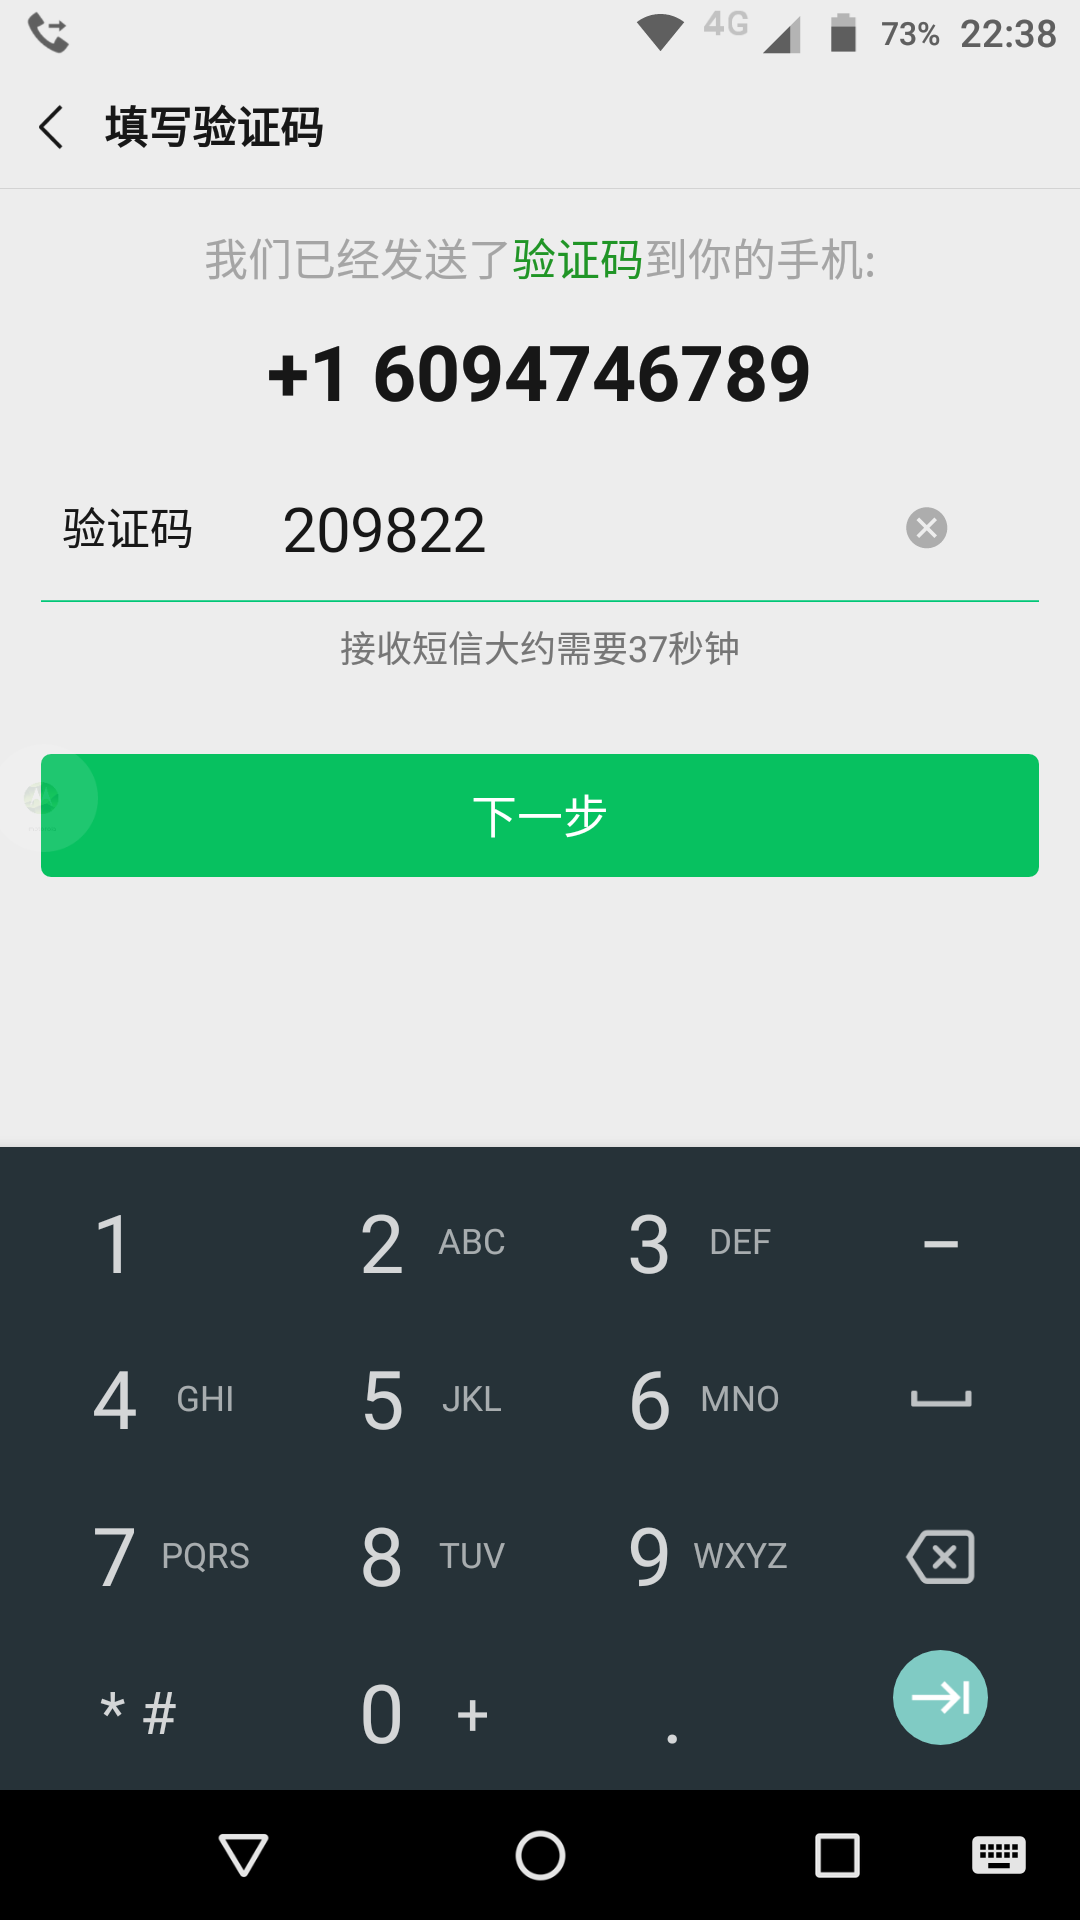 4G 73% 22:38
填写验证码
我们已经发送了验证码到你的手机:
+1 6094746789
验证码 209822
接收短信大约需要37秒钟
下一步
1 2 ABC 3 DEF –
4 GHI 5 JKL 6 MNO
7 PQRS 8 TUV 9 WXYZ
* # 0 + .